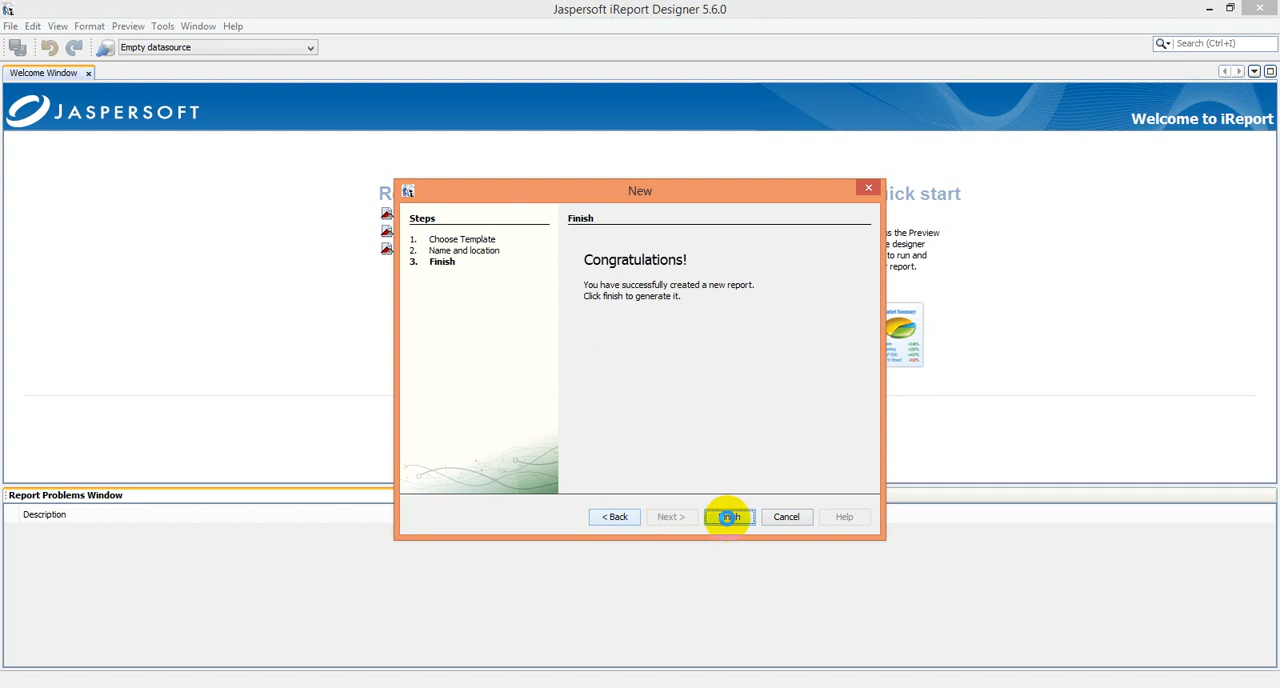 Jaspersoft iReport Designer 5.6.0
File Edit View Format Preview Tools Window Help
Empty datasource
Search (Ctrl+I)
Welcome Window
JASPERSOFT
Welcome to iReport
New
ick start
Steps
Finish
1. Choose Template
2. Name and location
3. Finish
Congratulations!
You have successfully created a new report.
Click finish to generate it.
s the Preview
e designer
to run and
report.
< Back Next > Cancel Help
Report Problems Window
Description